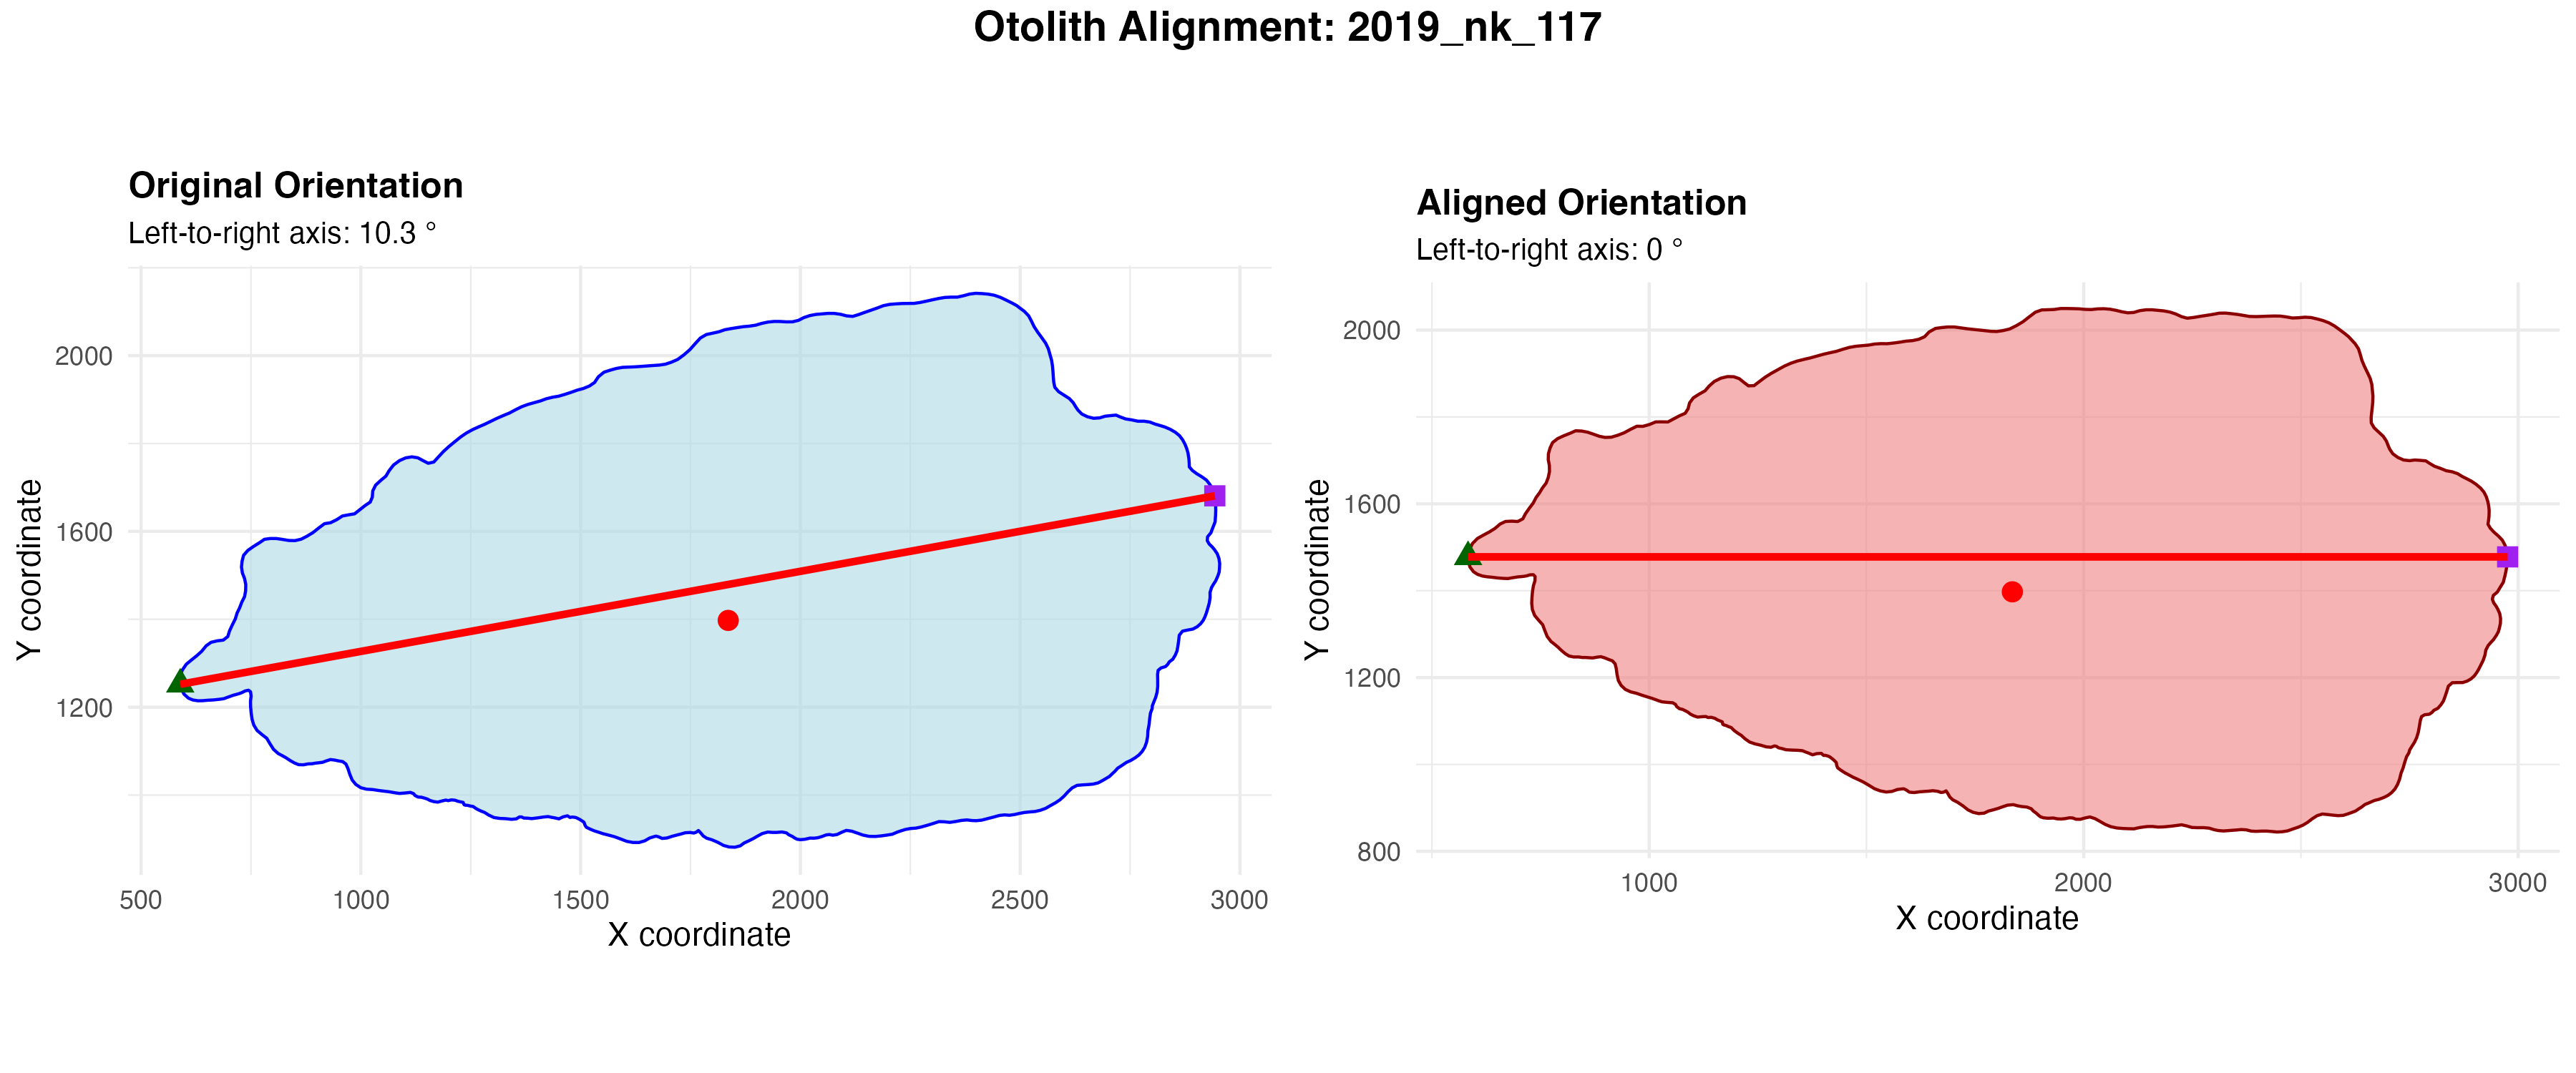 Otolith Alignment: 2019_nk_117
Original Orientation
Left-to-right axis: 10.3 °
Y coordinate
2000
1600
1200
500 1000 1500 2000 2500 3000
X coordinate
Aligned Orientation
Left-to-right axis: 0 °
Y coordinate
2000
1600
1200
800
1000 2000 3000
X coordinate